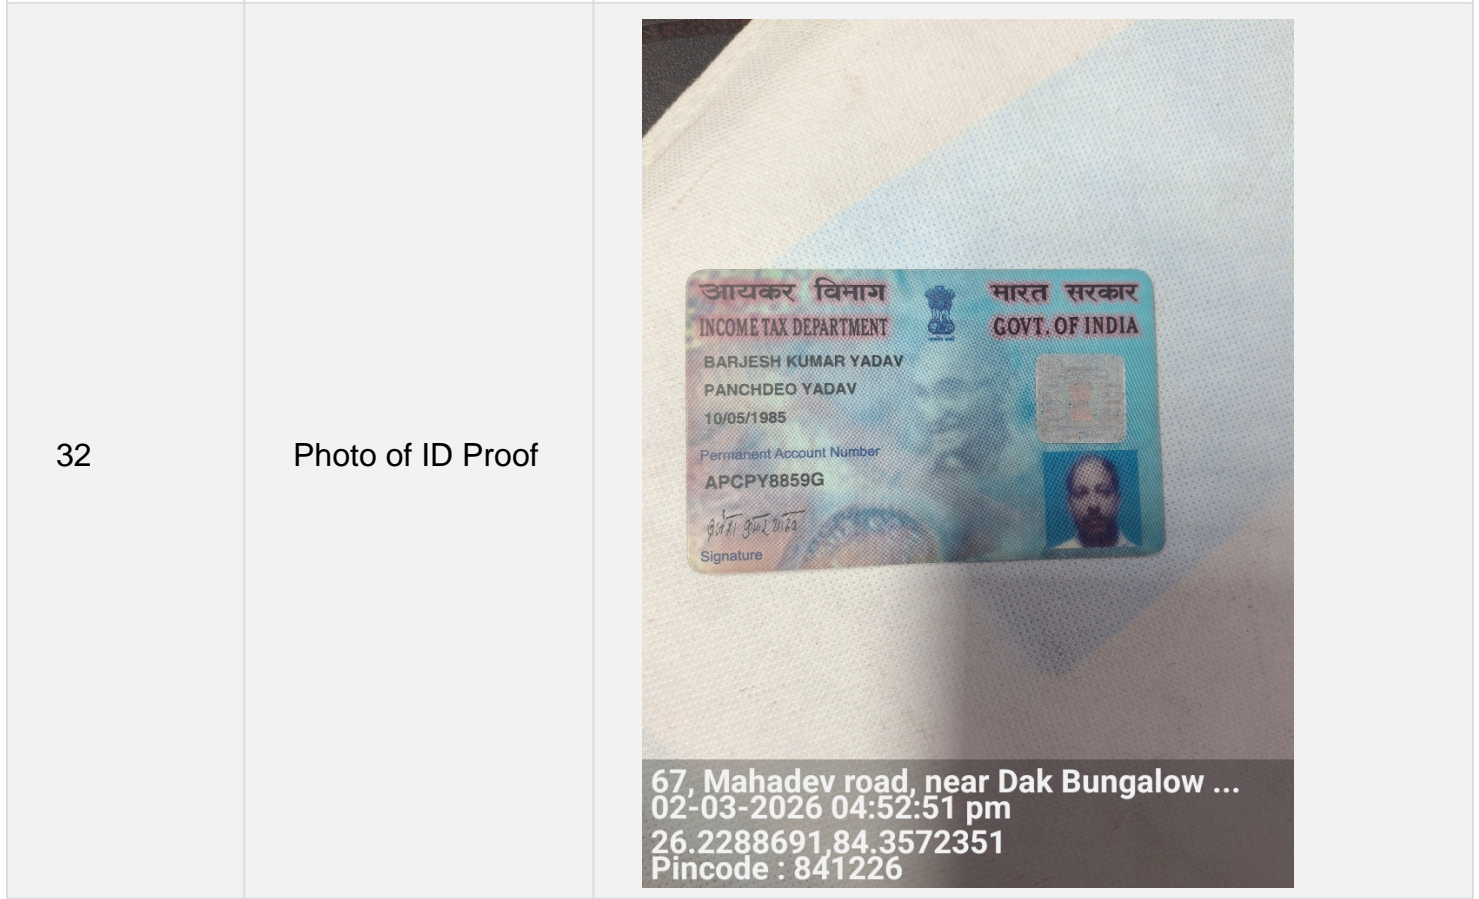 32
Photo of ID Proof
आयकर विभाग
भारत सरकार
INCOME TAX DEPARTMENT
GOVT. OF INDIA
BARJESH KUMAR YADAV
PANCHDEO YADAV
10/05/1985
Permanent Account Number
APCPY8859G
Signature
67, Mahadev road, near Dak Bungalow ...
02-03-2026 04:52:51 pm
26.2288691,84.3572351
Pincode : 841226